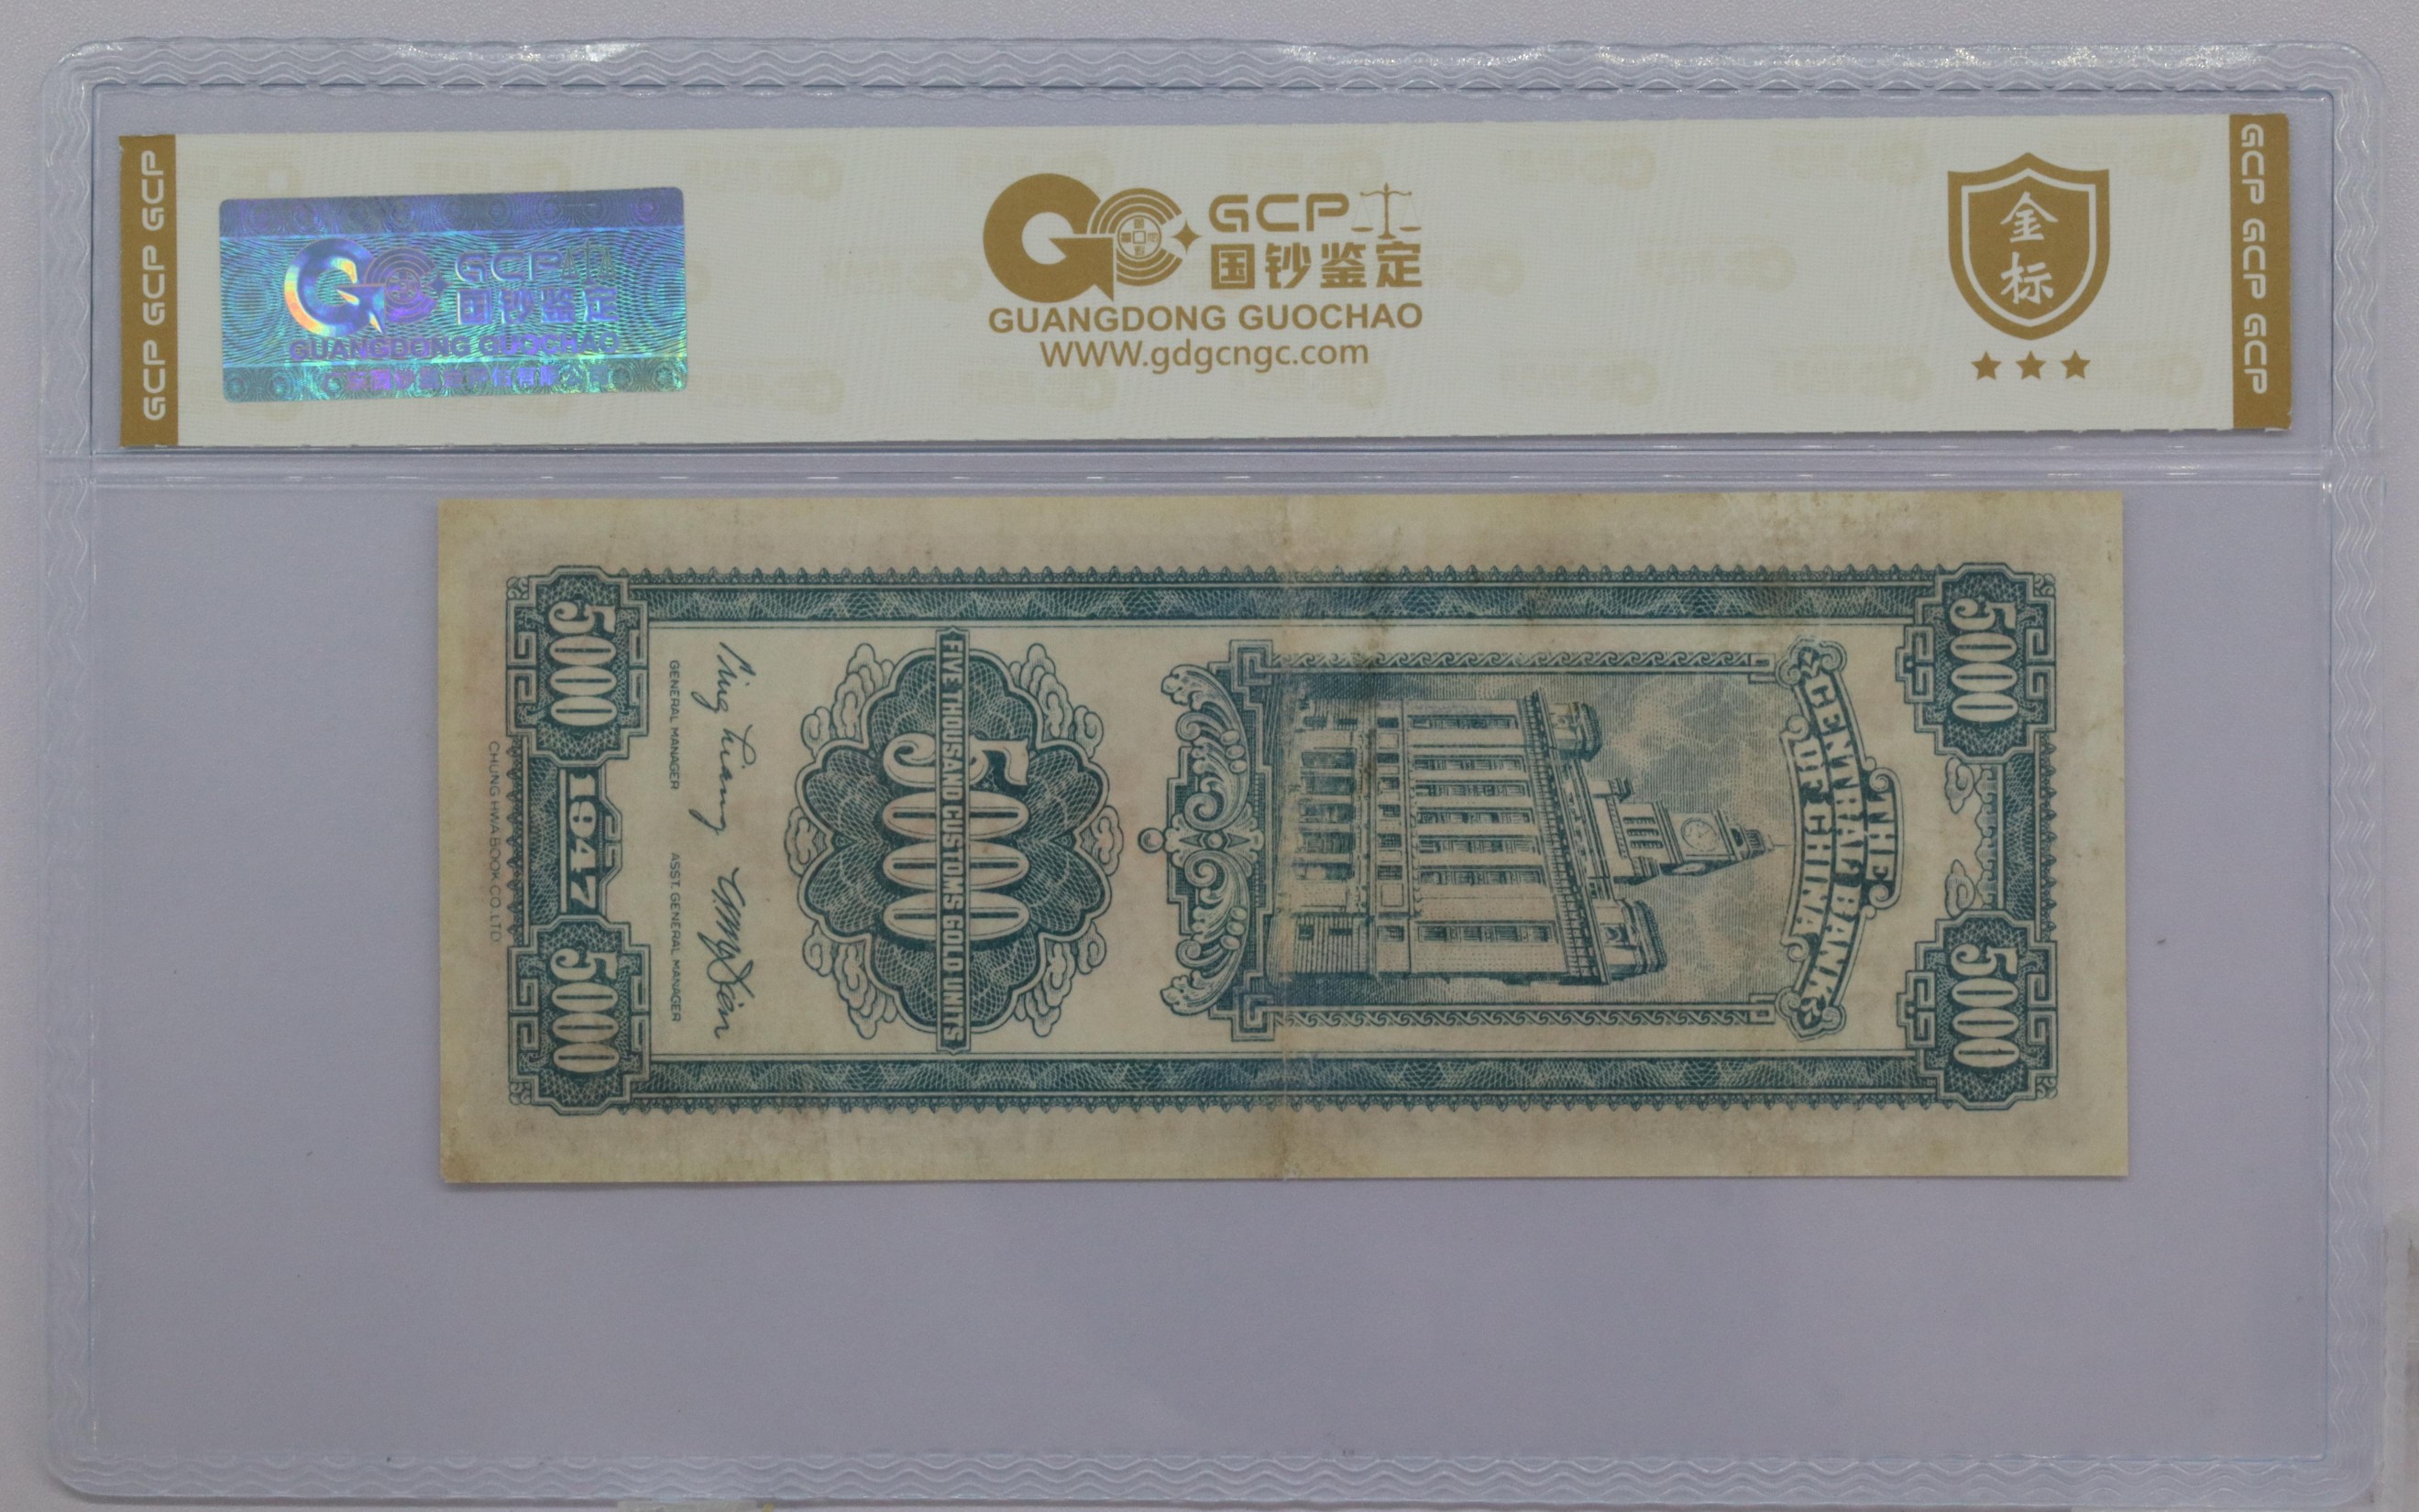 GCP GCP GCP
GCP
国钞鉴定
GUANGDONG GUOCHAO
GCP
国钞鉴定
GUANGDONG GUOCHAO
WWW.gdgcngc.com
金
标
GCP GCP GCP
5000
5000
THE
CENTRAL BANK
OF CHINA
5000
FIVE THOUSAND CUSTOMS GOLD UNITS
GENERAL MANAGER
ASST. GENERAL MANAGER
5000
1947
5000
CHUNG HWA BOOK CO. LTD.